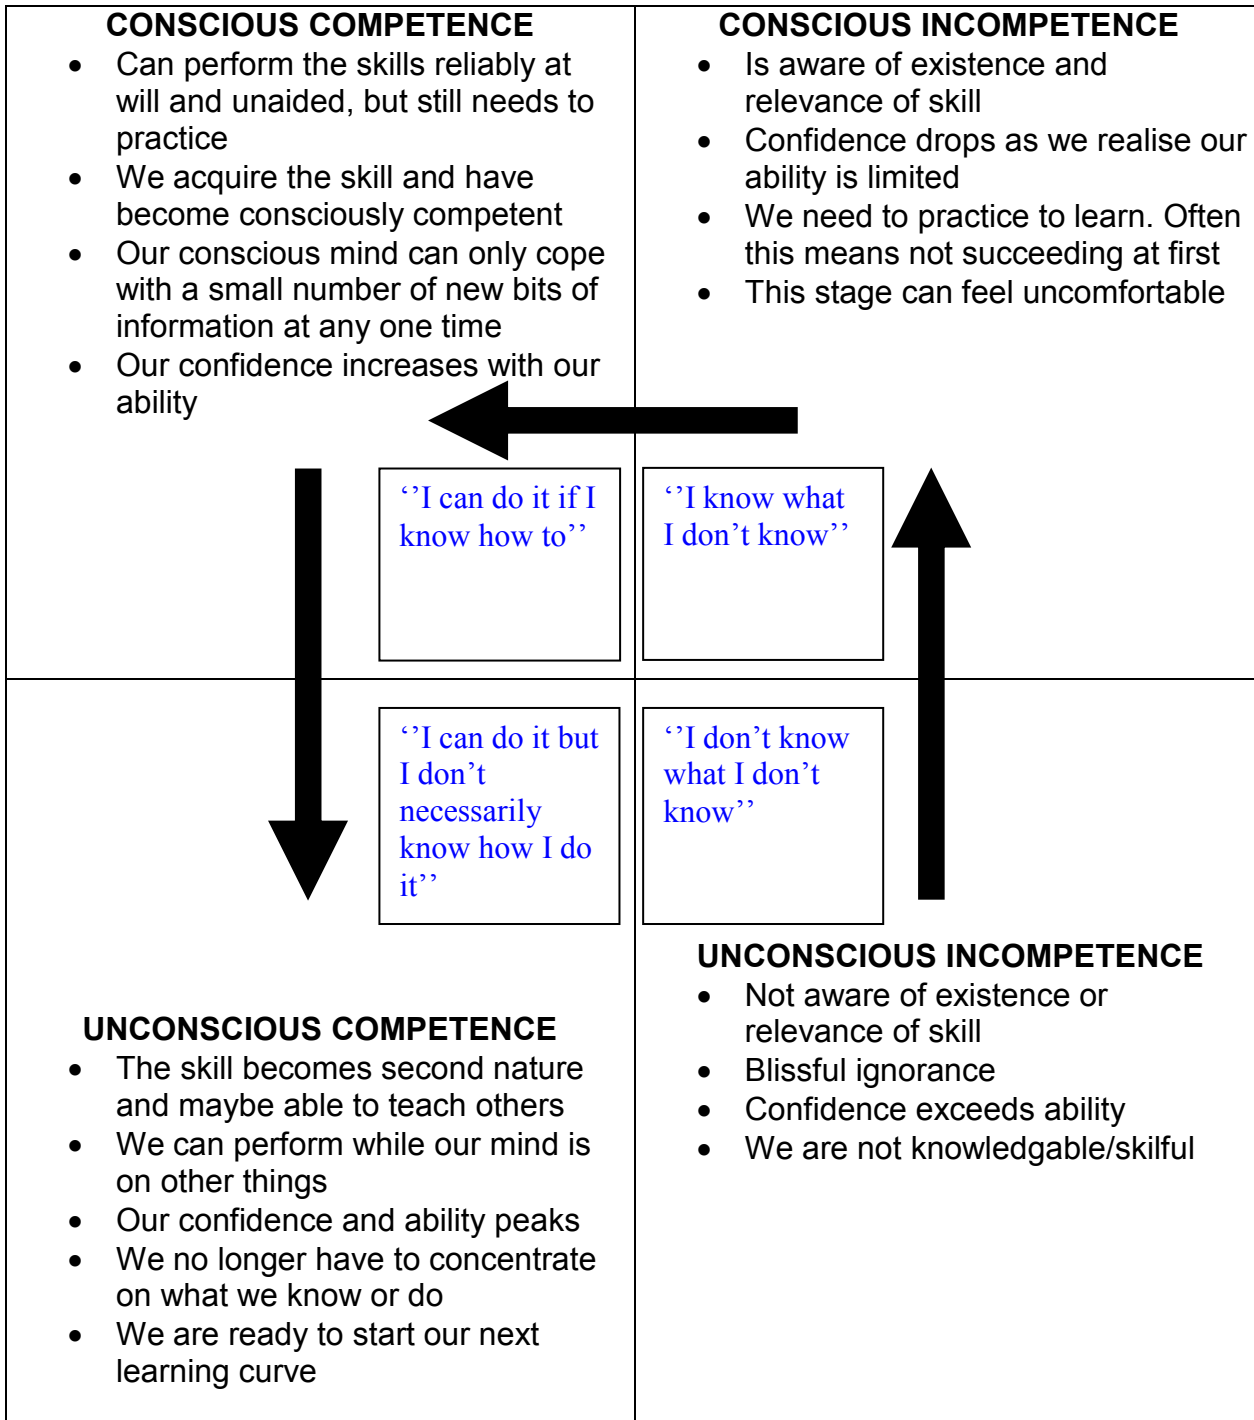 CONSCIOUS COMPETENCE
• Can perform the skills reliably at
will and unaided, but still needs to
practice
• We acquire the skill and have
become consciously competent
• Our conscious mind can only cope
with a small number of new bits of
information at any one time
• Our confidence increases with our
ability
‘’I can do it if I
know how to’’
CONSCIOUS INCOMPETENCE
• Is aware of existence and
relevance of skill
• Confidence drops as we realise our
ability is limited
• We need to practice to learn. Often
this means not succeeding at first
• This stage can feel uncomfortable
‘’I know what
I don’t know’’
‘’I can do it but
I don’t
necessarily
know how I do
it’’
UNCONSCIOUS COMPETENCE
• The skill becomes second nature
and maybe able to teach others
• We can perform while our mind is
on other things
• Our confidence and ability peaks
• We no longer have to concentrate
on what we know or do
• We are ready to start our next
learning curve
‘’I don’t know
what I don’t
know’’
UNCONSCIOUS INCOMPETENCE
• Not aware of existence or
relevance of skill
• Blissful ignorance
• Confidence exceeds ability
• We are not knowledgable/skilful